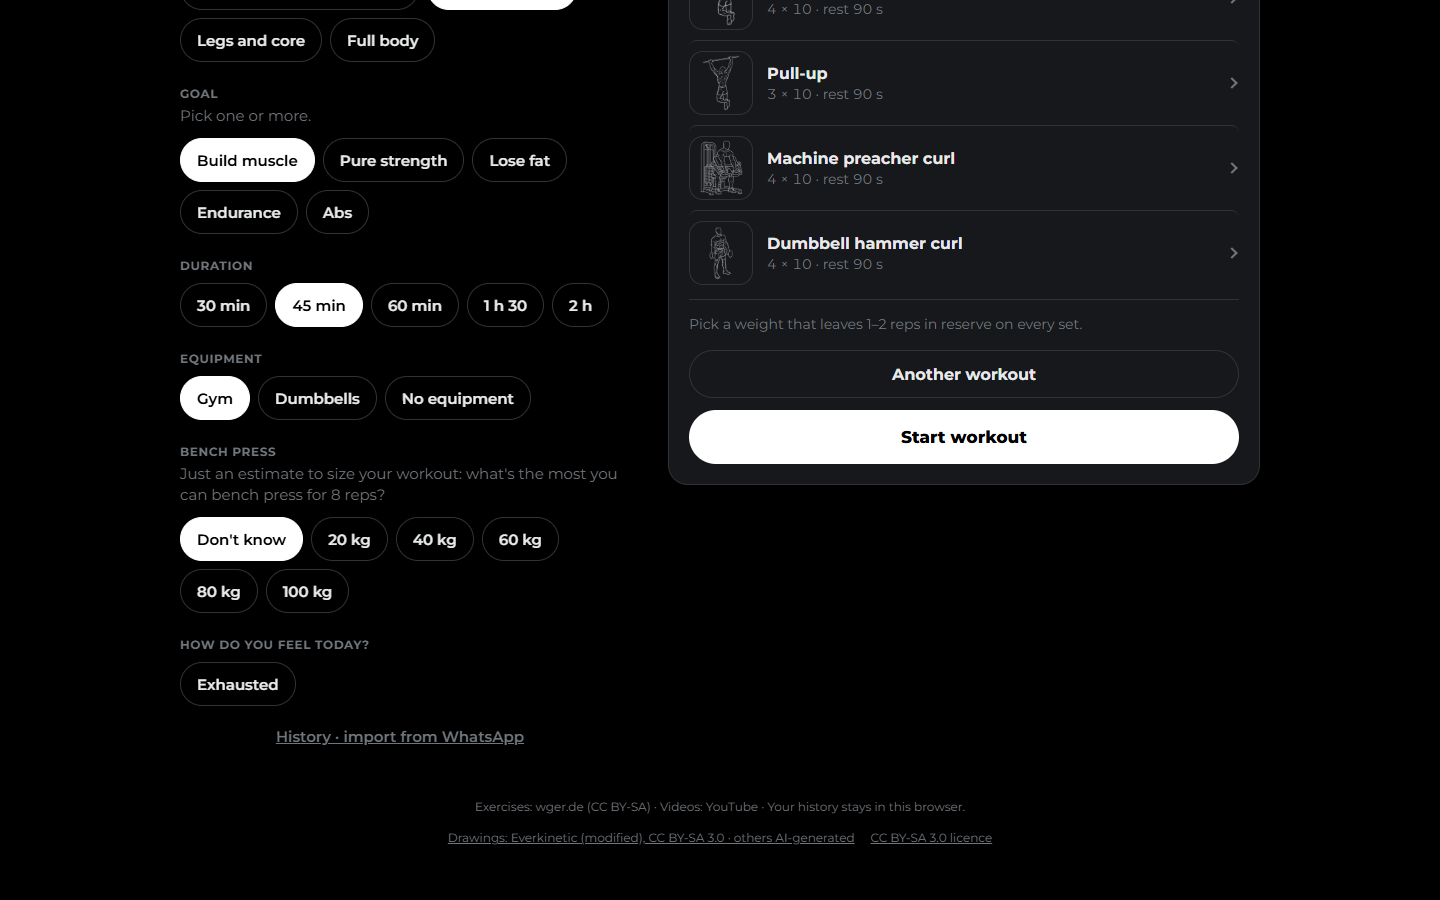 Legs and core
Full body
GOAL
Pick one or more.
Build muscle
Pure strength
Lose fat
Endurance
Abs
DURATION
30 min
45 min
60 min
1 h 30
2 h
EQUIPMENT
Gym
Dumbbells
No equipment
BENCH PRESS
Just an estimate to size your workout: what's the most you
can bench press for 8 reps?
Don't know
20 kg
40 kg
60 kg
80 kg
100 kg
HOW DO YOU FEEL TODAY?
Exhausted
History · import from WhatsApp
4 × 10 · rest 90 s
Pull-up
3 × 10 · rest 90 s
Machine preacher curl
4 × 10 · rest 90 s
Dumbbell hammer curl
4 × 10 · rest 90 s
Pick a weight that leaves 1–2 reps in reserve on every set.
Another workout
Start workout
Exercises: wger.de (CC BY-SA) · Videos: YouTube · Your history stays in this browser.
Drawings: Everkinetic (modified), CC BY-SA 3.0 · others AI-generated
CC BY-SA 3.0 licence